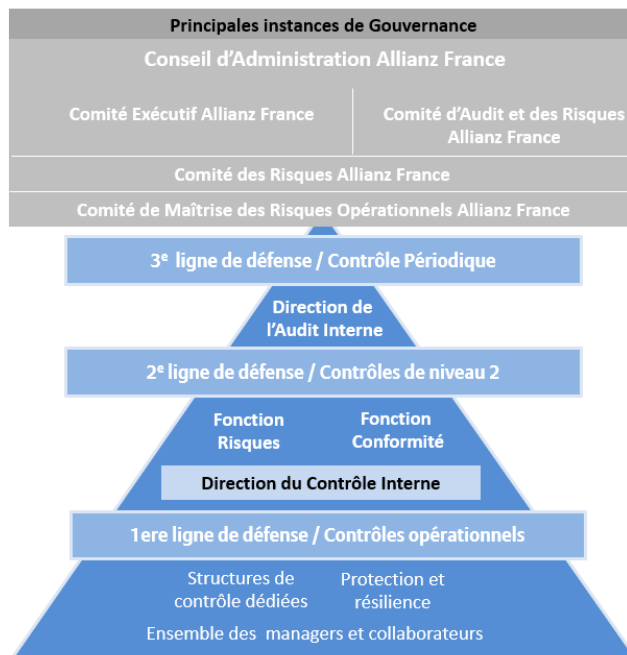 Principales instances de Gouvernance
Conseil d’Administration Allianz France
Comité Exécutif Allianz France
Comité d’Audit et des Risques
Allianz France
Comité des Risques Allianz France
Comité de Maîtrise des Risques Opérationnels Allianz France
3e ligne de défense / Contrôle Périodique
Direction de
l’Audit Interne
2e ligne de défense / Contrôles de niveau 2
Fonction
Risques
Fonction
Conformité
Direction du Contrôle Interne
1ere ligne de défense / Contrôles opérationnels
Structures de
contrôle dédiées
Protection et
résilience
Ensemble des managers et collaborateurs